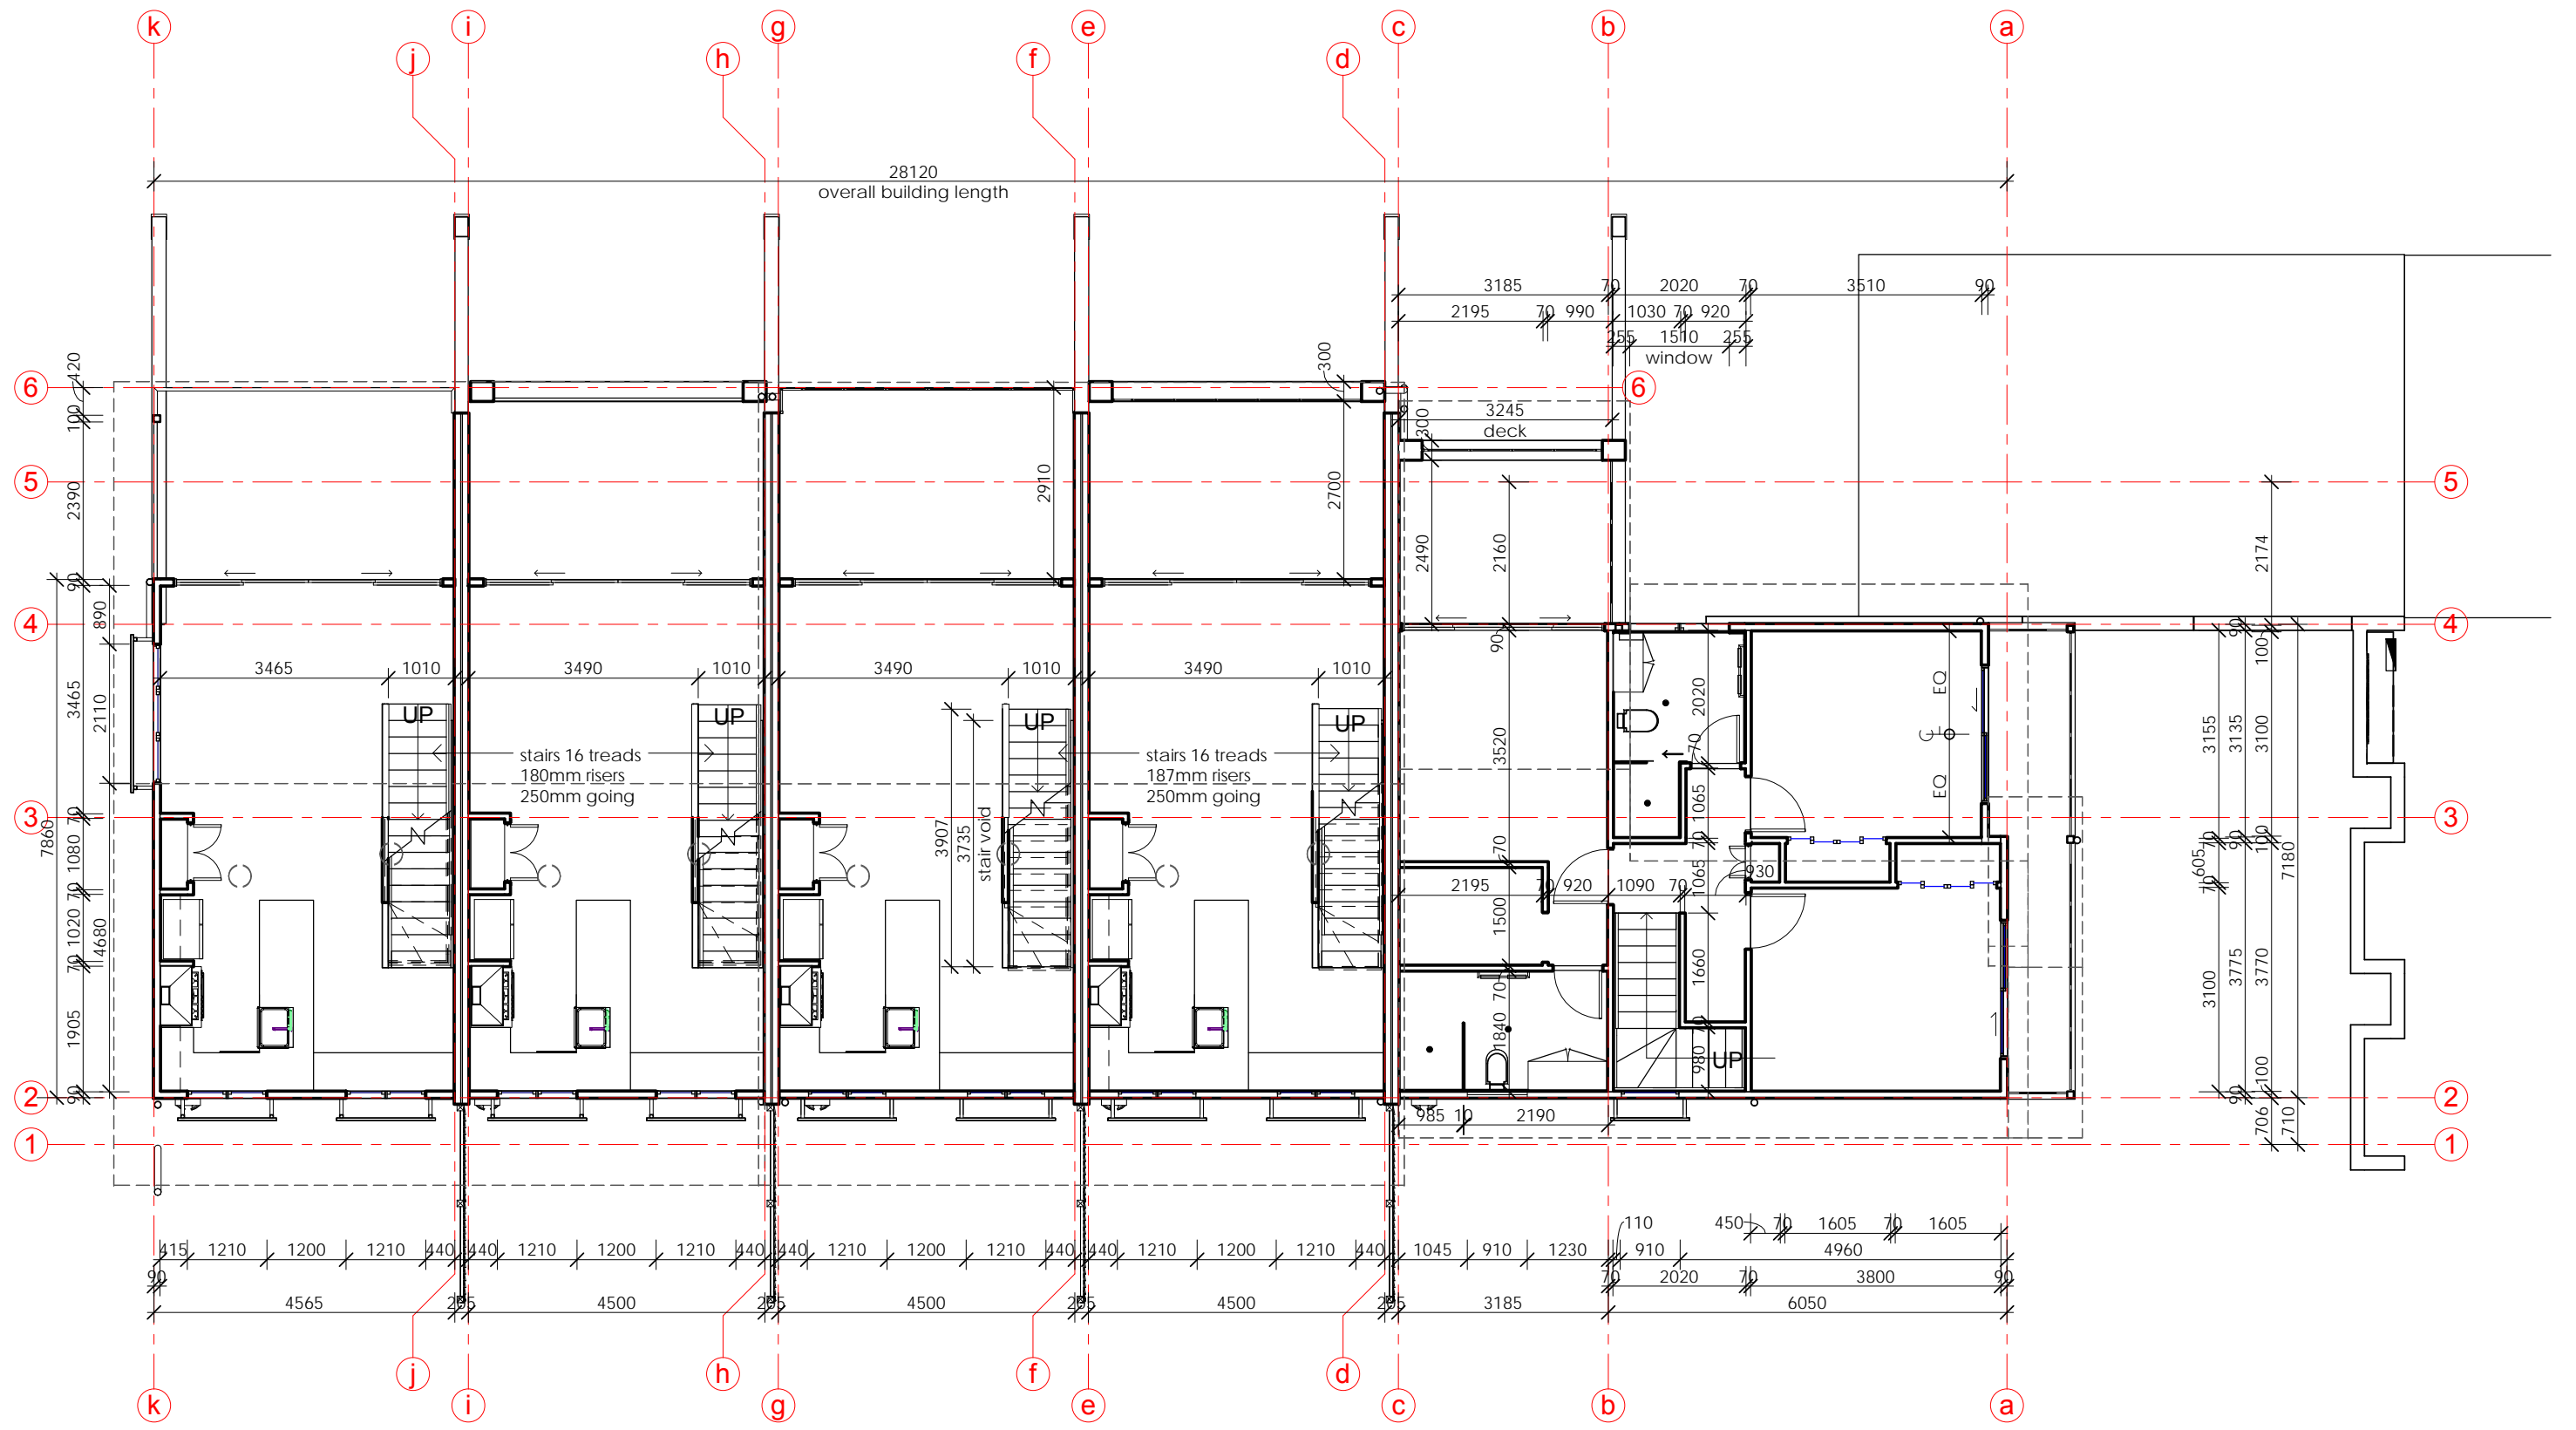 k
i
g
e
c
b
a
j
h
f
d
28120
overall building length
3185 70 2020 70 3510 90
2195 70 990 1030 70 920
255 1510 255
window
300
420
6
6
3245
deck
300
100
5
5
2390
2910
2700
2490
2160
2174
90
890
4
4
90
90
100
3465 1010 3490 1010 3490 1010 3490 1010
EQ
2020
3465
2110
UP
UP
UP
UP
3520
70
3155
3135
3100
stairs 16 treads
180mm risers
250mm going
stairs 16 treads
187mm risers
250mm going
EQ
1065
3
3
7860
70
1080
3907
3735
stair void
70
70
70
100
605
70
7180
1065
930
2195 70 920 1090 70
70
1020
4680
70
1500
1660
3100
3775
3770
70
1905
1840
70
980
UP
100
90
90
2
2
985 10 2190
706
710
1
1
110
450 70 1605 70 1605
415 1210 1200 1210 440 440 1210 1200 1210 440 440 1210 1200 1210 440 440 1210 1200 1210 440 1045 910 1230 910 4960
90
70 2020 70 3800 90
4565 205 4500 205 4500 205 4500 205 3185 6050
j
h
f
d
k
i
g
e
c
b
a